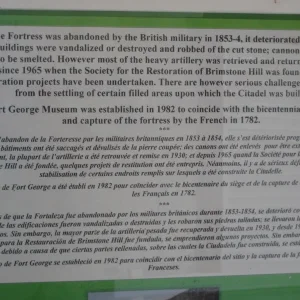 e Fortress was abandoned by the British military in 1853-4, it deteriorated
uildings were vandalized or destroyed and robbed of the cut stone; cannon
to be smelted. However most of the heavy artillery was retrieved and return
since 1965 when the Society for the Restoration of Brimstone Hill was foun
ration projects have been undertaken. There are however serious challenge
from the settling of certain filled areas upon which the Citadel was buil
rt George Museum was established in 1982 to coincide with the bicentennia
and capture of the fortress by the French in 1782.
***
'abandon de la Forteresse par les militaires britanniques en 1853 à 1854, elle s'est détériorée prog
bâtiments ont été saccagés et dévalisés de la pierre coupée; des canons ont été enlevés pour être
nt, la plupart de l'artillerie a été retrouvée et remise en 1930; et depuis 1965 quand la Société pour l
e Hill a été fondée, quelques projets de restitution ont été entrepris. Néanmoins, il y a de sérieux défis
stabilisation de certains endroits remplis sur lesquels a été construite la Citadelle.
de Fort George a été établi en 1982 pour coïncider avec le bicentenaire du siège et de la capture de
les Français en 1782.
***
s de que la Fortaleza fue abandonada por los militares británicos durante 1853-1854, se deterioró en
de las edificaciones fueron vandalizadas o destruidas y les robaron sus piedras talladas; se llevaron lo
os. Sin embargo, la mayor parte de la artillería pesada fue recuperada y devuelta en 1930, y desde 19
para la Restauración de Brimstone Hill fue fundada, se emprendieron algunos proyectos. Sin embar
debido a causa de que ciertas partes rellenadas, sobre las cuales la Ciudadela fue construida, se está
o de Fort George se estableció en 1982 para coincidir con el bicentenario del sitio y la captura de la f
Franceses.